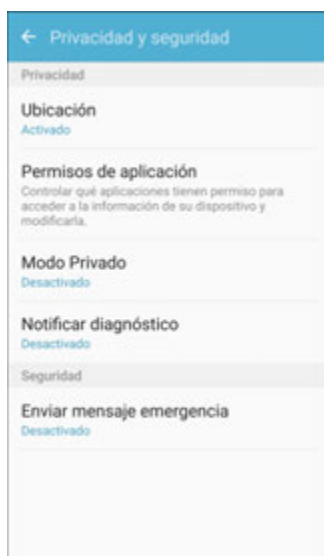 Privacidad y seguridad
Privacidad
Ubicación
Activado
Permisos de aplicación
Controlar qué aplicaciones tienen permiso para
acceder a la información de su dispositivo y
modificarla.
Modo Privado
Desactivado
Notificar diagnóstico
Desactivado
Seguridad
Enviar mensaje emergencia
Desactivado